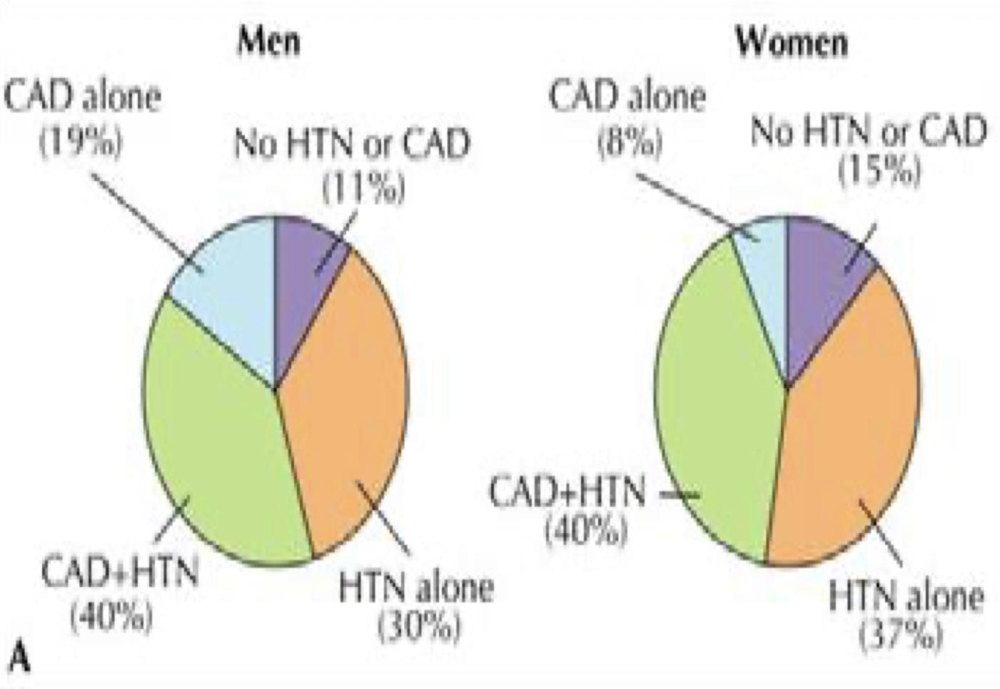 Men
CAD alone
(19%)
No HTN or CAD
(11%)
CAD+HTN
(40%)
HTN alone
(30%)
Women
CAD alone
(8%)
No HTN or CAD
(15%)
CAD+HTN
(40%)
HTN alone
(37%)
A